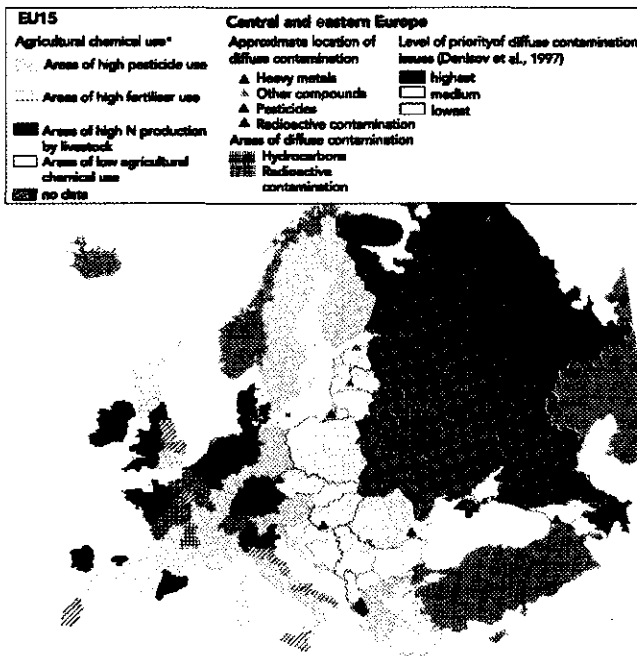 EU15
Agricultural chemical use*
Areas of high pesticide use
Areas of high fertiliser use
Areas of high N production
by livestock
Areas of low agricultural
chemical use
no data
Central and eastern Europe
Approximate location of
diffuse contamination
Heavy metals
Other compounds
Pesticides
Radioactive contamination
Areas of diffuse contamination
Hydrocarbons
Radioactive
contamination
Level of priorityof diffuse contamination
issues (Denisov et al., 1997)
highest
medium
lowest